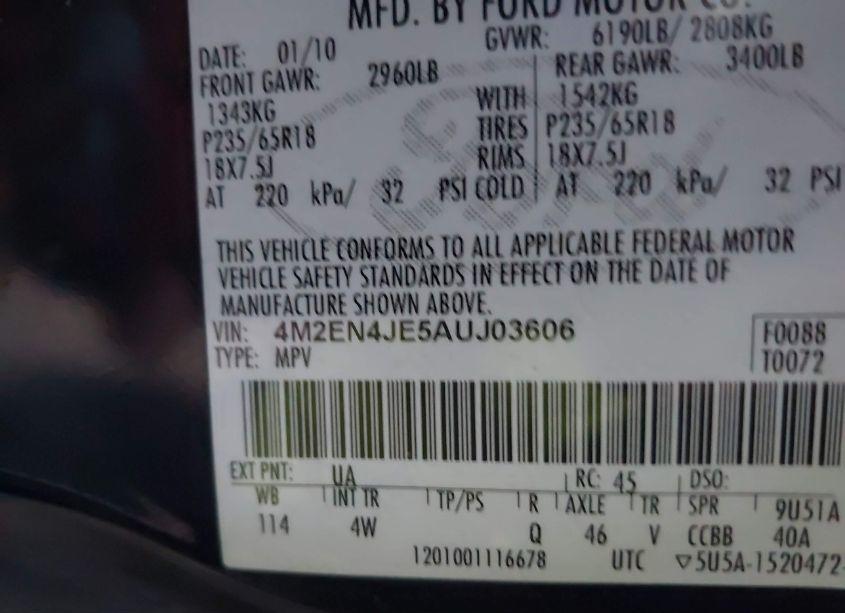 MFD. BY FORD MOTOR CO.
DATE: 01/10 GVWR: 6190LB/ 2808KG
FRONT GAWR: 2960LB REAR GAWR: 3400LB
1343KG WITH 1542KG
P235/65R18 TIRES P235/65R18
18X7.5J RIMS 18X7.5J
AT 220 kPa/ 32 PSI COLD AT 220 kPa/ 32 PSI
THIS VEHICLE CONFORMS TO ALL APPLICABLE FEDERAL MOTOR
VEHICLE SAFETY STANDARDS IN EFFECT ON THE DATE OF
MANUFACTURE SHOWN ABOVE.
VIN: 4M2EN4JE5AUJ03606 F0088
TYPE: MPV T0072
EXT PNT: UA RC: 45 DSO:
WB INT TR TP/PS R AXLE TR SPR 9U51A
114 4W Q 46 V CCBB 40A
1201001116678 UTC ▽5U5A-1520472-